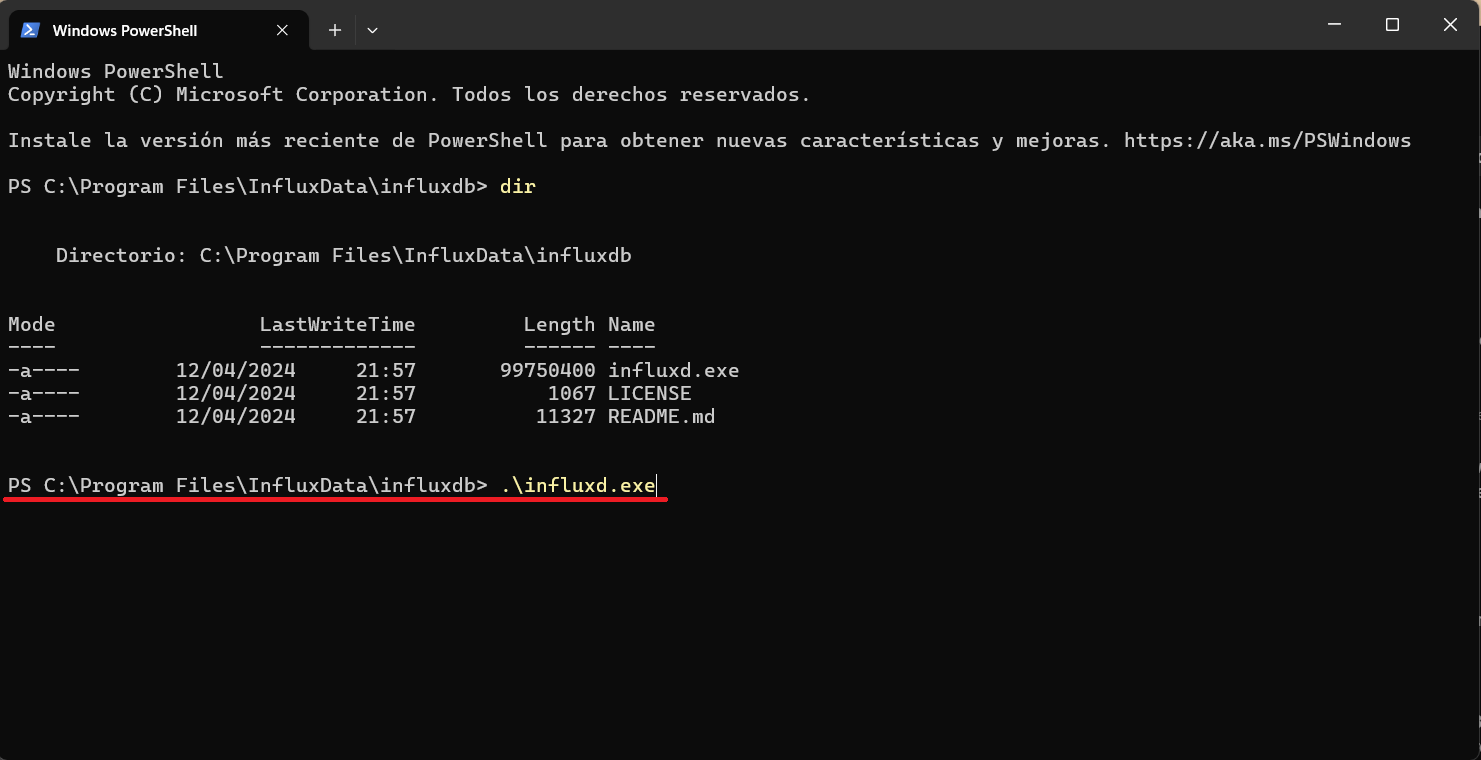 Windows PowerShell
Windows PowerShell
Copyright (C) Microsoft Corporation. Todos los derechos reservados.
Instale la versión más reciente de PowerShell para obtener nuevas características y mejoras. https://aka.ms/PSWindows
PS C:\Program Files\InfluxData\influxdb> dir
Directorio: C:\Program Files\InfluxData\influxdb
Mode                 LastWriteTime         Length Name
----                 -------------         ------ ----
-a----        12/04/2024     21:57       99750400 influxd.exe
-a----        12/04/2024     21:57           1067 LICENSE
-a----        12/04/2024     21:57          11327 README.md
PS C:\Program Files\InfluxData\influxdb> .\influxd.exe